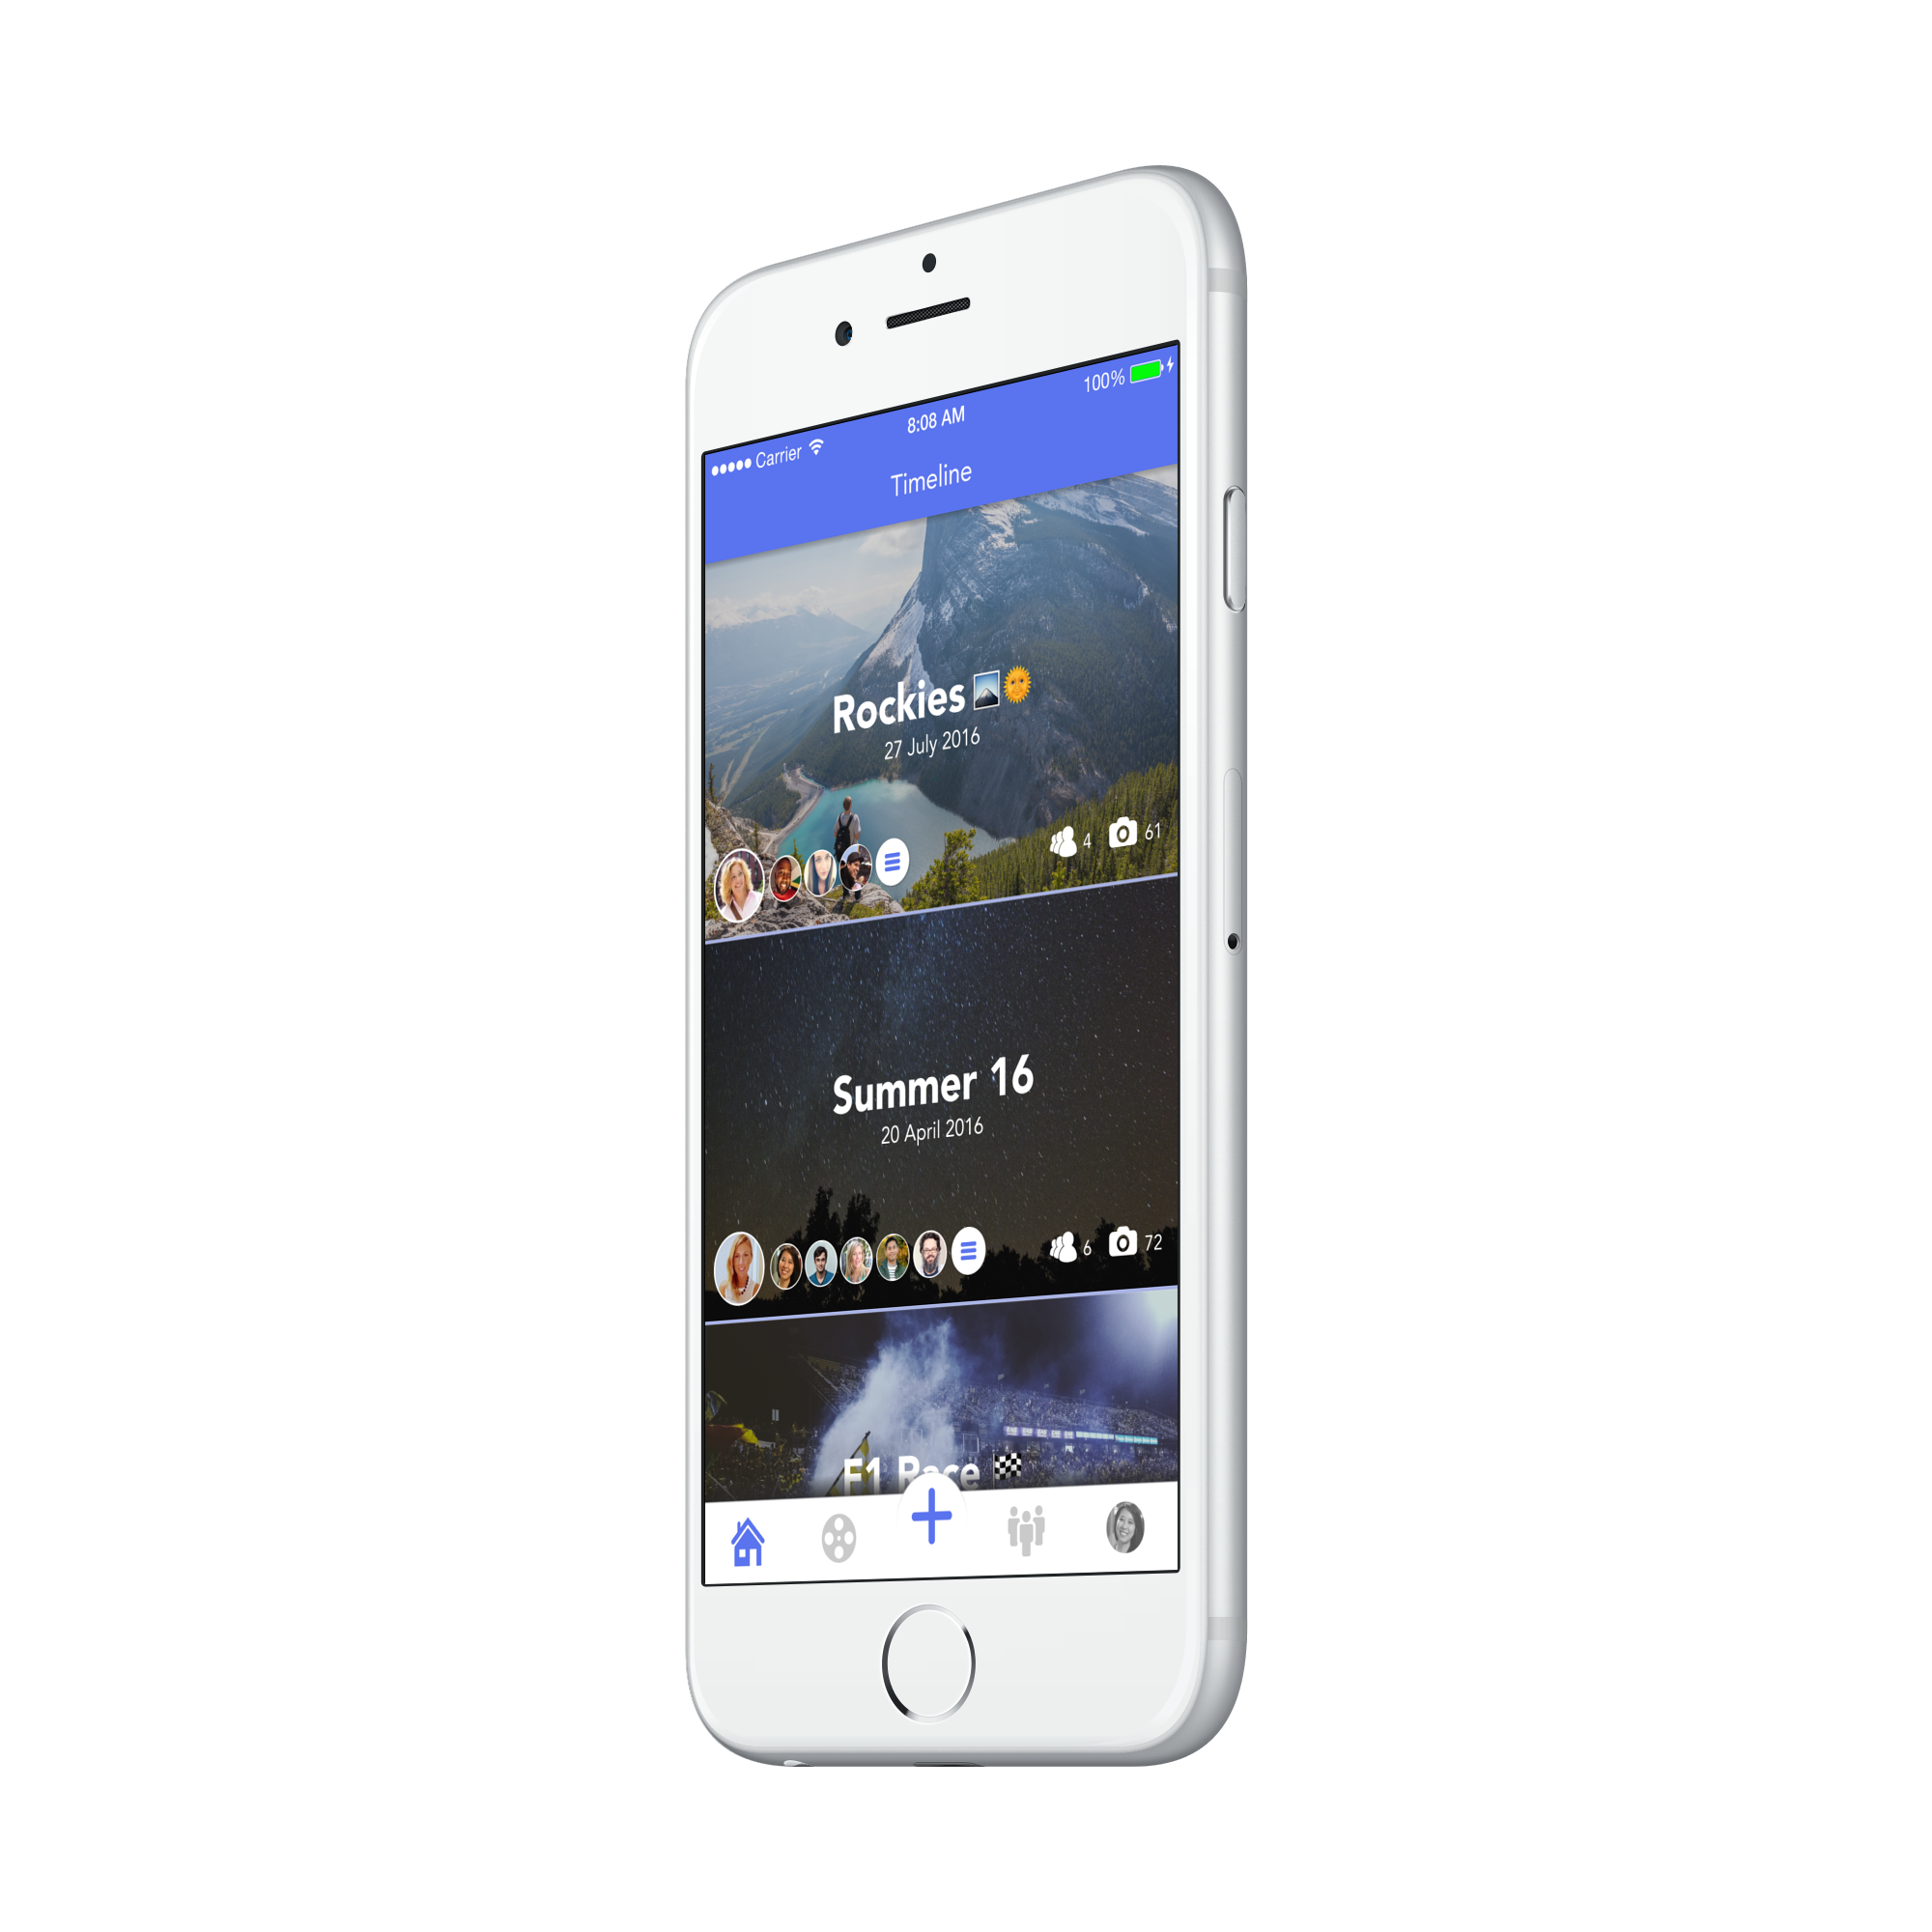 100%
8:08 AM
Carrier
Timeline
Rockies
27 July 2016
4 61
Summer 16
20 April 2016
6 72
F1 Race